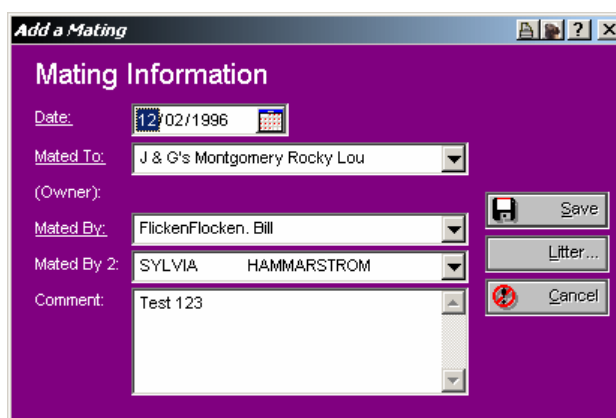 Add a Mating
?
X
Mating Information
Date: 12/02/1996
Mated To: J & G's Montgomery Rocky Lou
(Owner):
Mated By: FlickenFlocken. Bill
Mated By 2: SYLVIA HAMMARSTROM
Comment: Test 123
Save
Litter...
Cancel